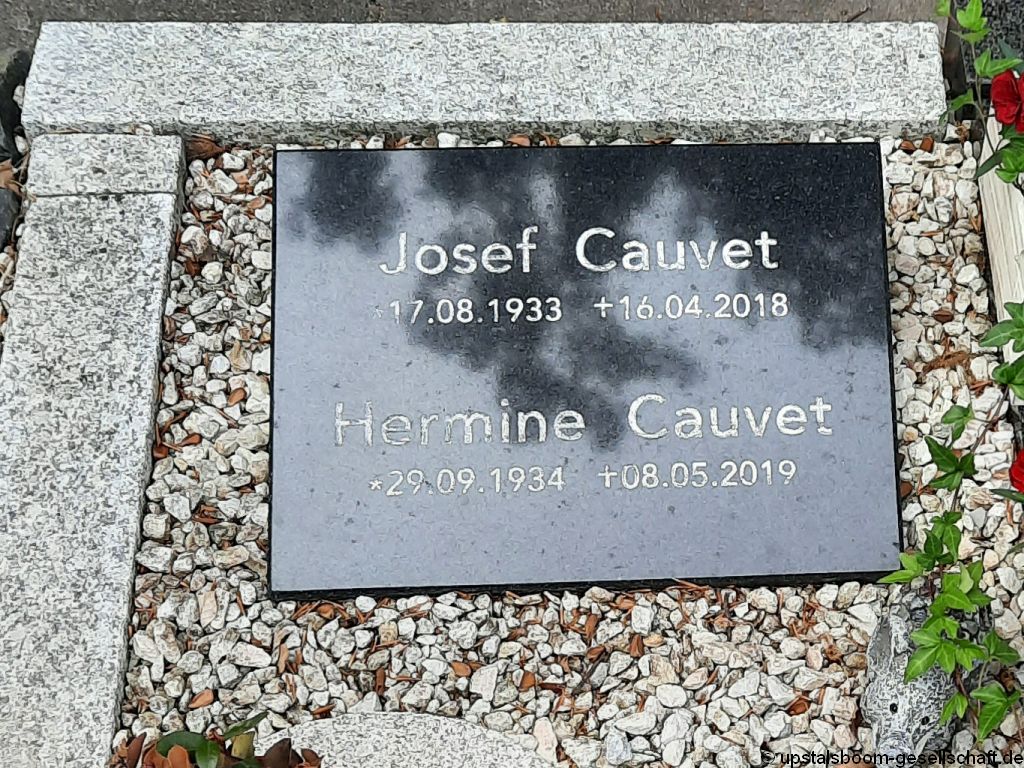 Josef Cauvet
*17.08.1933 +16.04.2018
Hermine Cauvet
*29.09.1934 +08.05.2019
© upstalsboom-gesellschaft.de